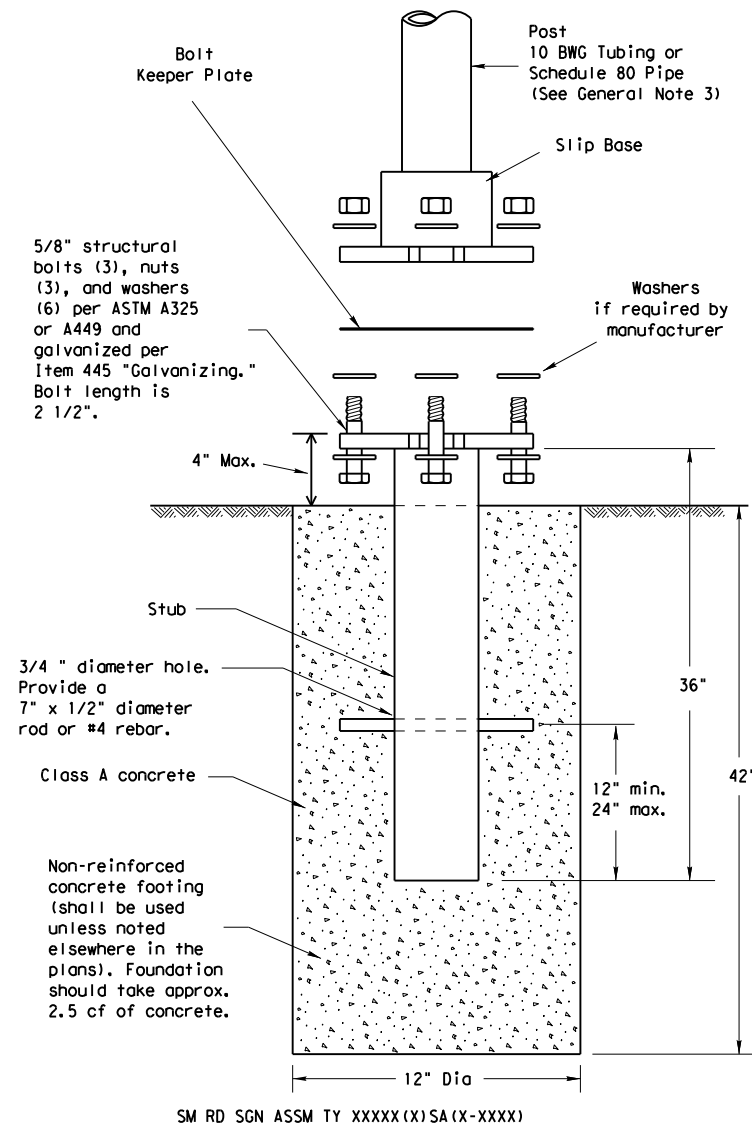 Bolt
Keeper Plate
Post
10 BWG Tubing or
Schedule 80 Pipe
(See General Note 3)
Slip Base
5/8" structural
bolts (3), nuts
(3), and washers
(6) per ASTM A325
or A449 and
galvanized per
Item 445 "Galvanizing."
Bolt length is
2 1/2".
Washers
if required by
manufacturer
4" Max.
Stub
3/4 " diameter hole.
Provide a
7" x 1/2" diameter
rod or #4 rebar.
36"
Class A concrete
12" min.
24" max.
42"
Non-reinforced
concrete footing
(shall be used
unless noted
elsewhere in the
plans). Foundation
should take approx.
2.5 cf of concrete.
12" Dia
SM RD SGN ASSM TY XXXXX(X)SA(X-XXXX)